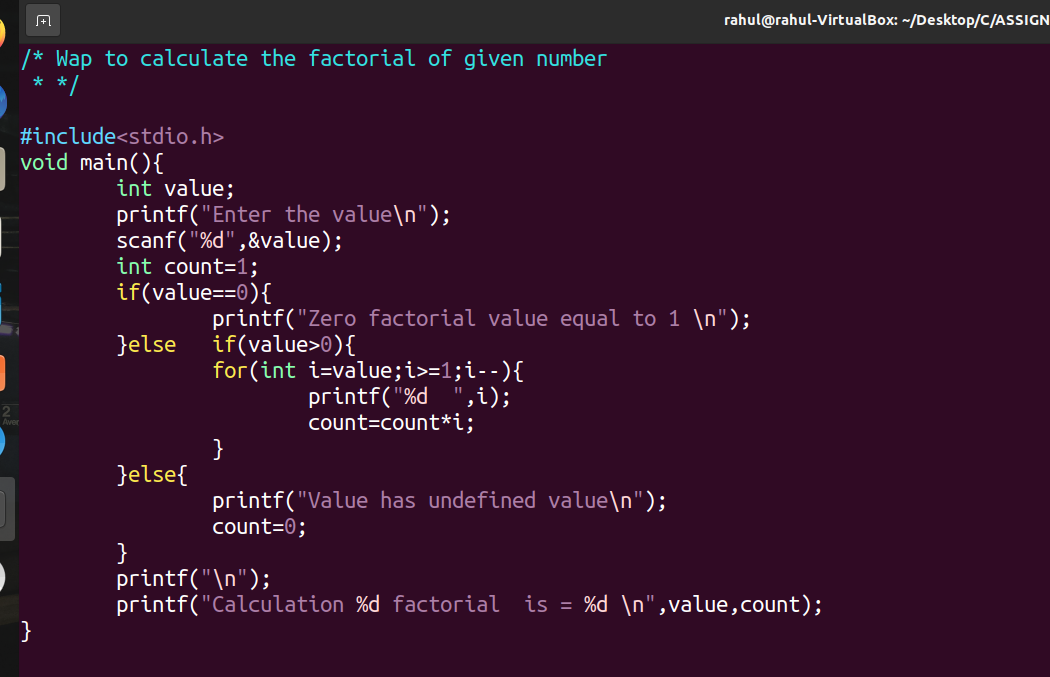 rahul@rahul-VirtualBox: ~/Desktop/C/ASSIGN
/* Wap to calculate the factorial of given number
 * */

#include<stdio.h>
void main(){
        int value;
        printf("Enter the value\n");
        scanf("%d",&value);
        int count=1;
        if(value==0){
                printf("Zero factorial value equal to 1 \n");
        }else   if(value>0){
                for(int i=value;i>=1;i--){
                        printf("%d  ",i);
                        count=count*i;
                }
        }else{
                printf("Value has undefined value\n");
                count=0;
        }
        printf("\n");
        printf("Calculation %d factorial  is = %d \n",value,count);
}
2